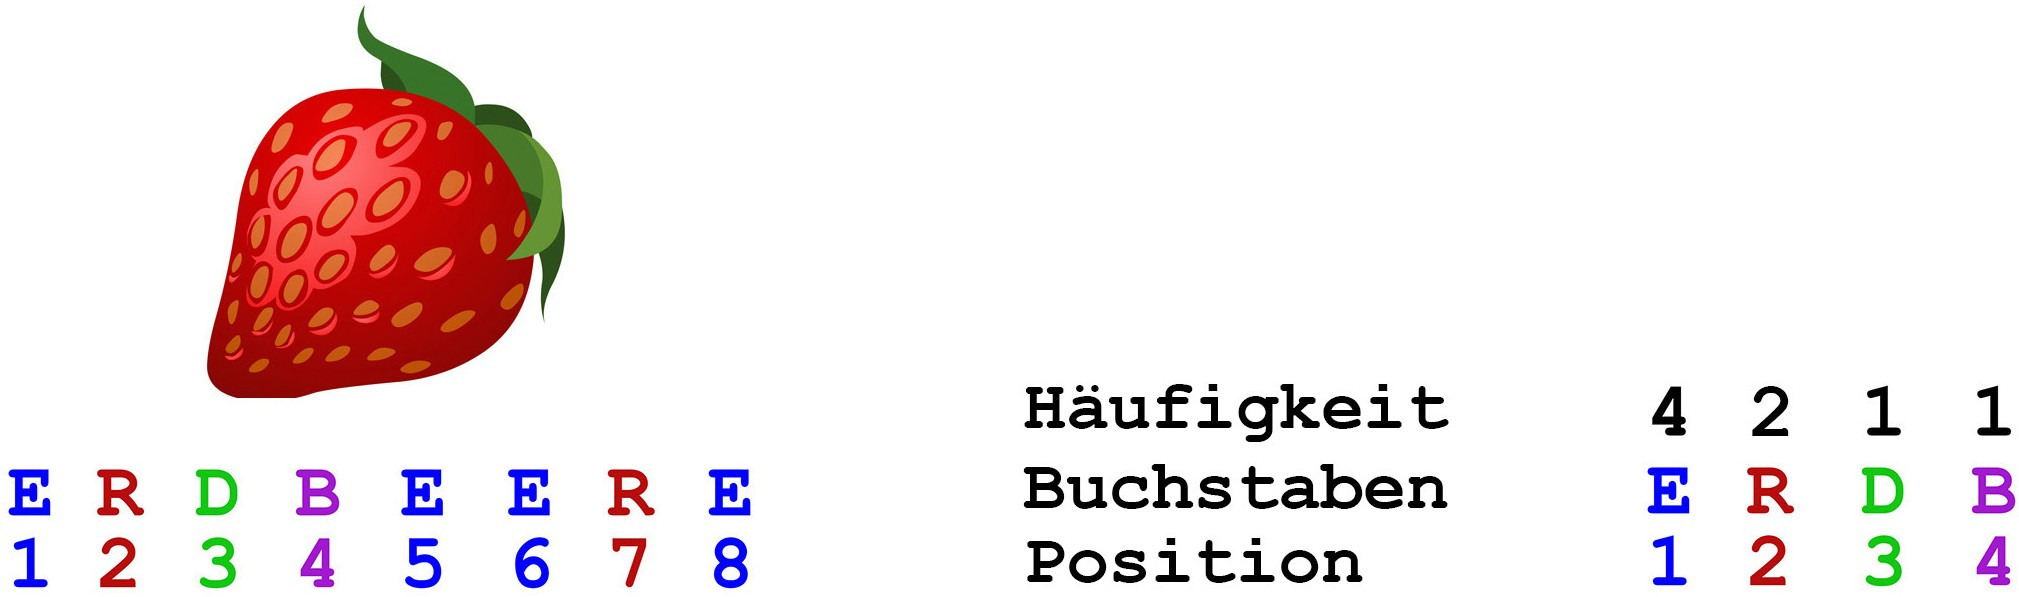 E R D B E E R E
1 2 3 4 5 6 7 8
Häufigkeit 4 2 1 1
Buchstaben E R D B
Position 1 2 3 4